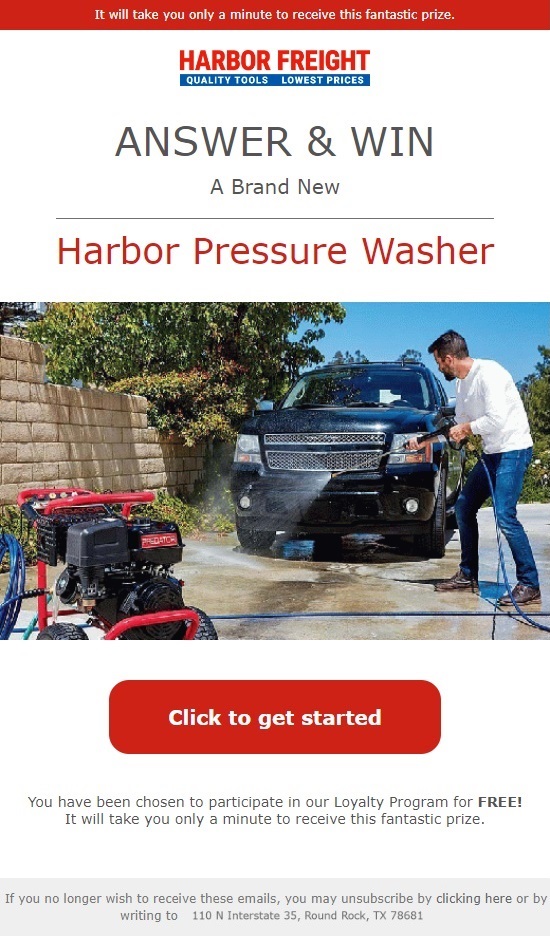 It will take you only a minute to receive this fantastic prize.
HARBOR FREIGHT
QUALITY TOOLS LOWEST PRICES
ANSWER & WIN
A Brand New
Harbor Pressure Washer
PREDATOR
Click to get started
You have been chosen to participate in our Loyalty Program for FREE!
It will take you only a minute to receive this fantastic prize.
If you no longer wish to receive these emails, you may unsubscribe by clicking here or by
writing to 110 N Interstate 35, Round Rock, TX 78681